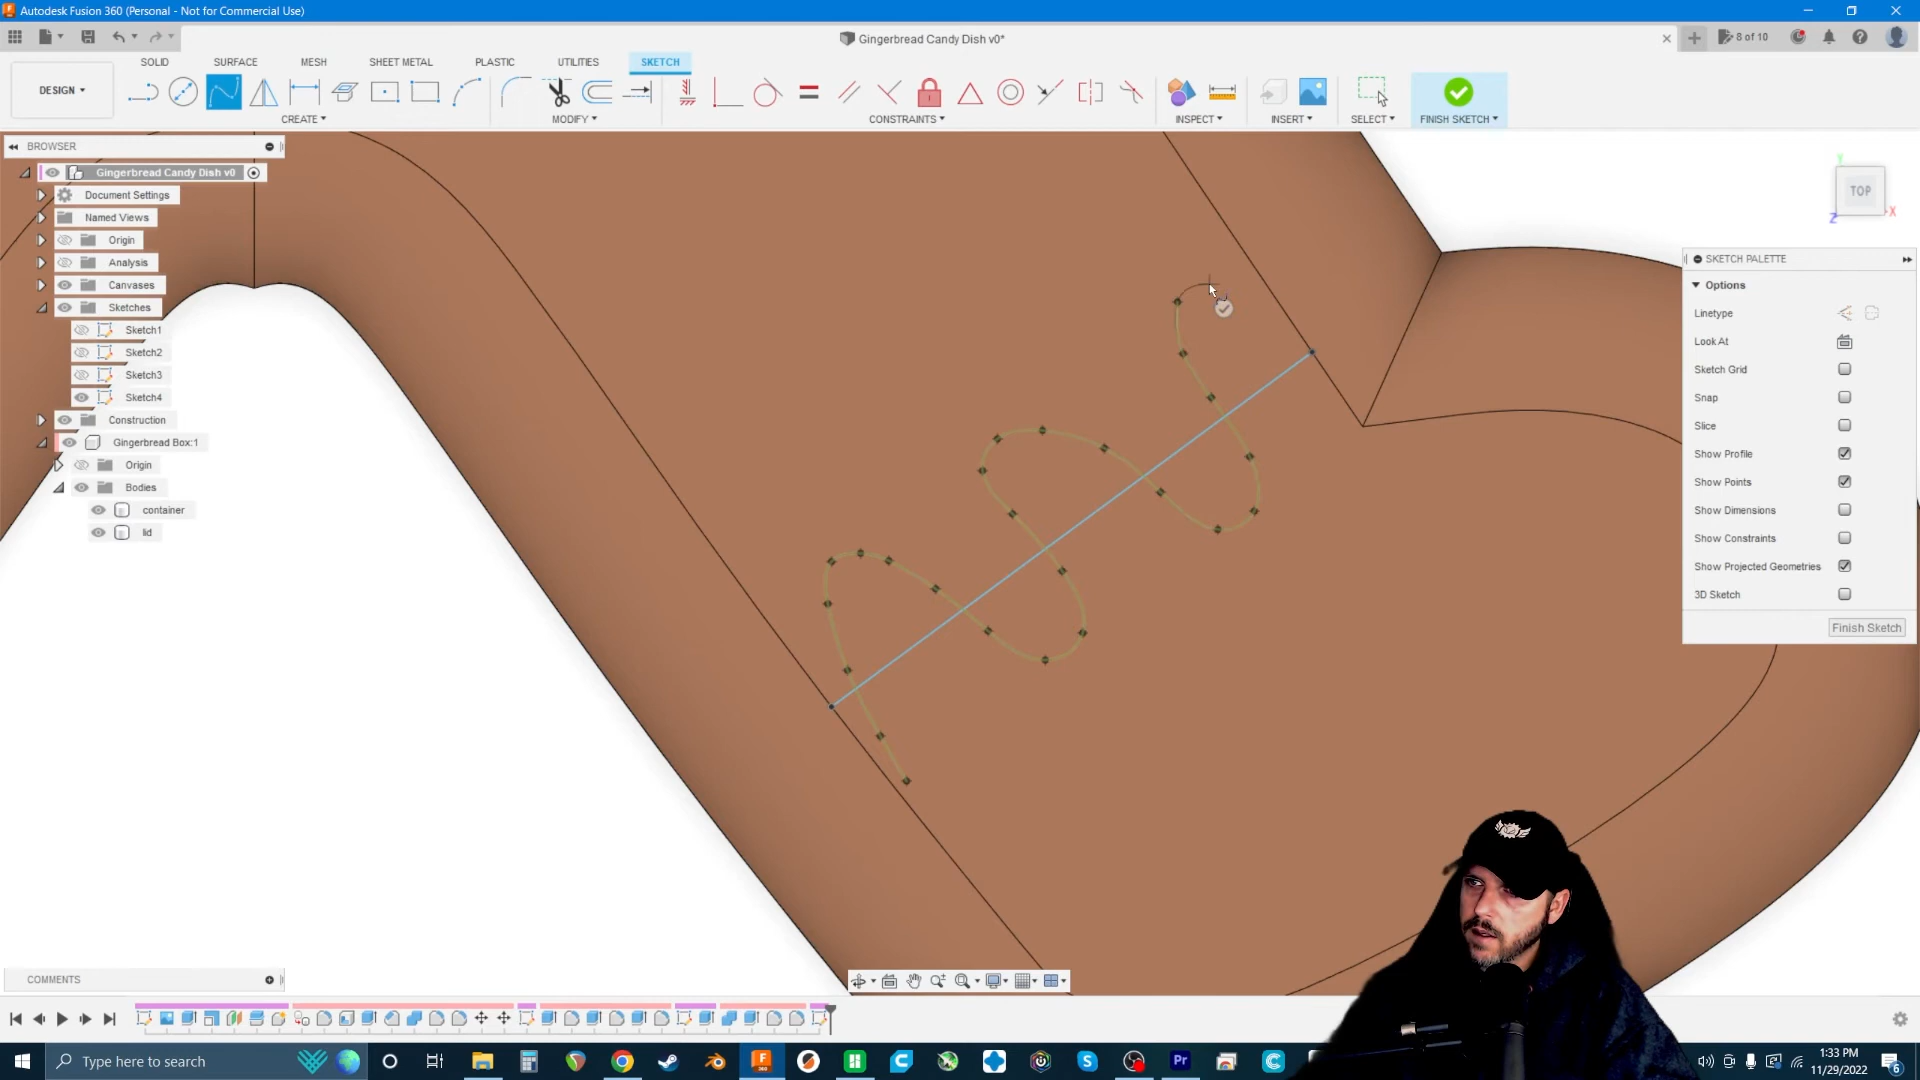 Autodesk Fusion 360 (Personal - Not for Commercial Use)
Gingerbread Candy Dish v0*
8 of 10
SOLID
SURFACE
MESH
SHEET METAL
PLASTIC
UTILITIES
SKETCH
DESIGN
CREATE
MODIFY
CONSTRAINTS
INSPECT
INSERT
SELECT
FINISH SKETCH
BROWSER
Gingerbread Candy Dish v0
Document Settings
Named Views
Origin
Analysis
Canvases
Sketches
Sketch1
Sketch2
Sketch3
Sketch4
Construction
Gingerbread Box:1
Origin
Bodies
container
lid
TOP
Y
X
Z
SKETCH PALETTE
Options
Linetype
Look At
Sketch Grid
Snap
Slice
Show Profile
Show Points
Show Dimensions
Show Constraints
Show Projected Geometries
3D Sketch
Finish Sketch
COMMENTS
Type here to search
F
360
Pr
1:33 PM
11/29/2022
6